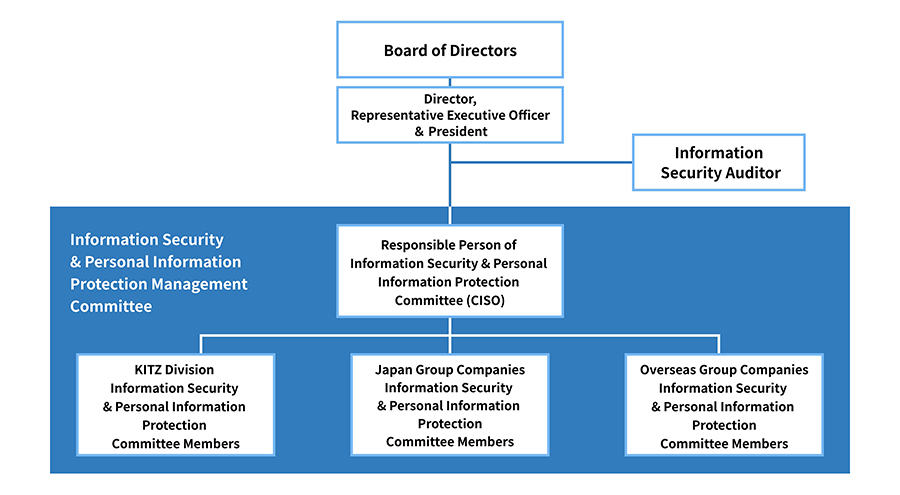 Board of Directors
Director,
Representative Executive Officer
& President
Information
Security Auditor
Information Security
& Personal Information
Protection Management
Committee
Responsible Person of
Information Security & Personal
Information Protection
Committee (CISO)
KITZ Division
Information Security
& Personal Information
Protection
Committee Members
Japan Group Companies
Information Security
& Personal Information
Protection
Committee Members
Overseas Group Companies
Information Security
& Personal Information
Protection
Committee Members